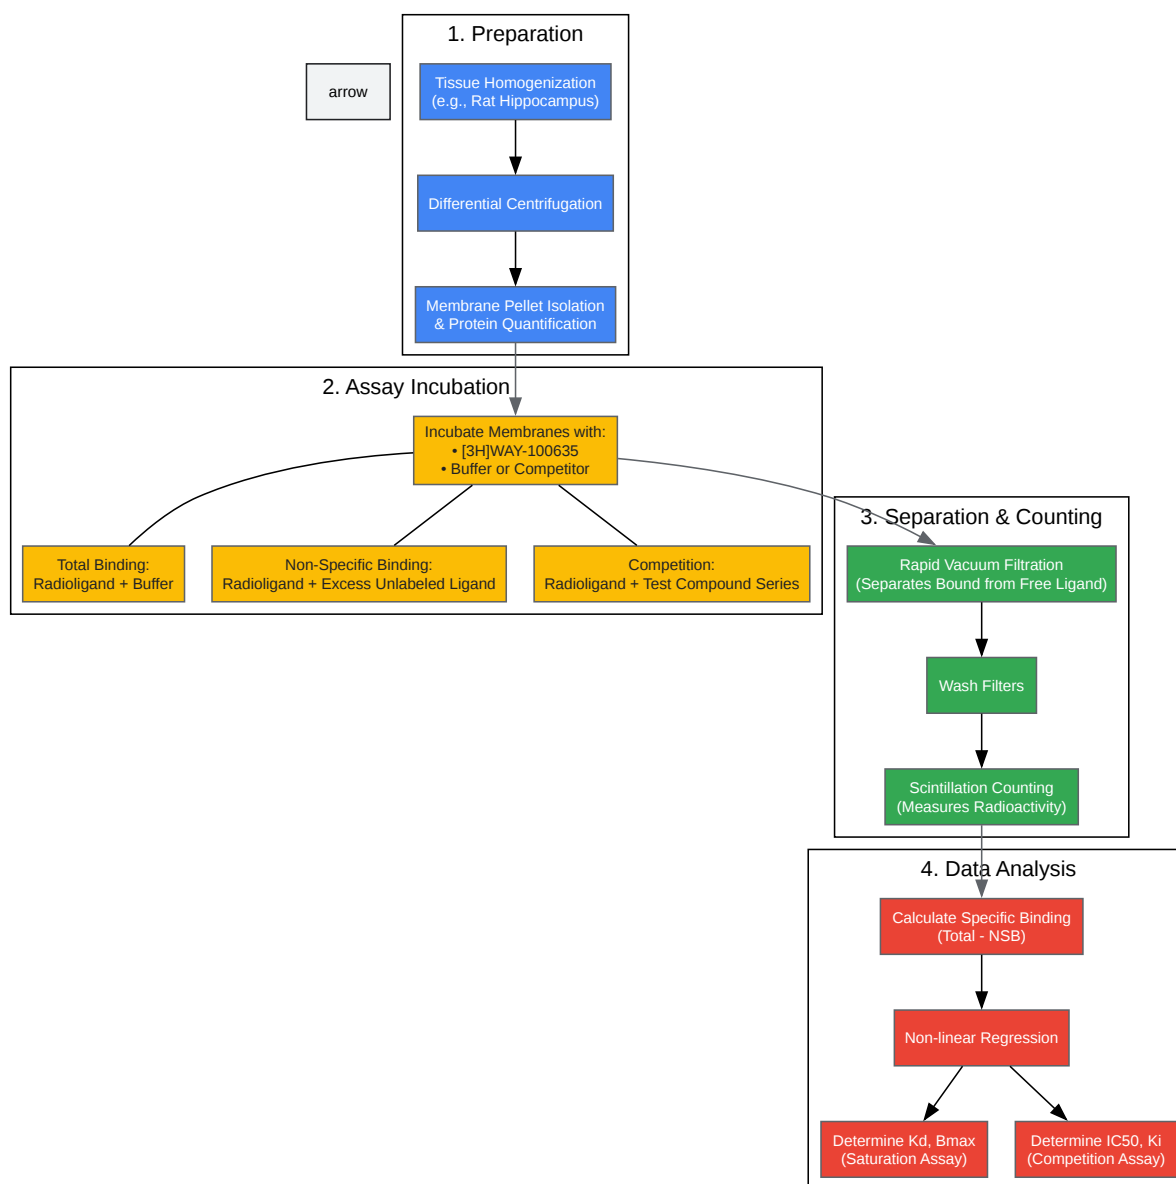 1. Preparation
arrow
Tissue Homogenization
(e.g., Rat Hippocampus)
Differential Centrifugation
Membrane Pellet Isolation
& Protein Quantification
2. Assay Incubation
Incubate Membranes with:
• [3H]WAY-100635
• Buffer or Competitor
Total Binding:
Radioligand + Buffer
Non-Specific Binding:
Radioligand + Excess Unlabeled Ligand
Competition:
Radioligand + Test Compound Series
3. Separation & Counting
Rapid Vacuum Filtration
(Separates Bound from Free Ligand)
Wash Filters
Scintillation Counting
(Measures Radioactivity)
4. Data Analysis
Calculate Specific Binding
(Total - NSB)
Non-linear Regression
Determine Kd, Bmax
(Saturation Assay)
Determine IC50, Ki
(Competition Assay)